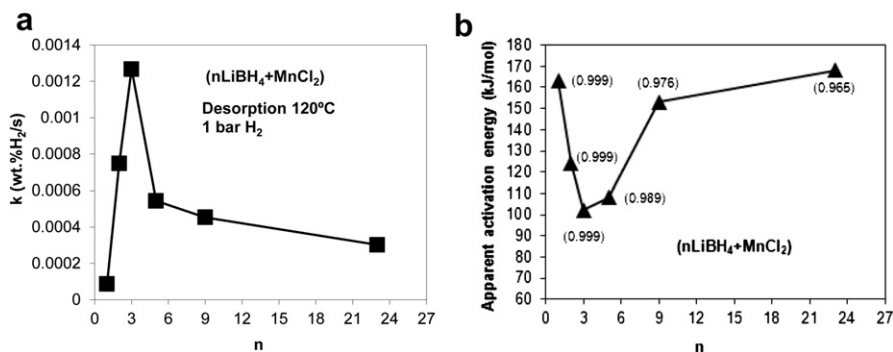 a
0.0014
0.0012
0.001
0.0008
0.0006
0.0004
0.0002
0
k (wt.%H₂/s)
(nLiBH₄+MnCl₂)
Desorption 120ºC
1 bar H₂
0 3 6 9 12 15 18 21 24 27
n
b
170
160
150
140
130
120
110
100
90
80
70
60
Apparent activation energy (kJ/mol)
(0.999)
(0.976)
(0.965)
(0.999)
(0.989)
(0.999)
(nLiBH₄+MnCl₂)
0 3 6 9 12 15 18 21 24 27
n